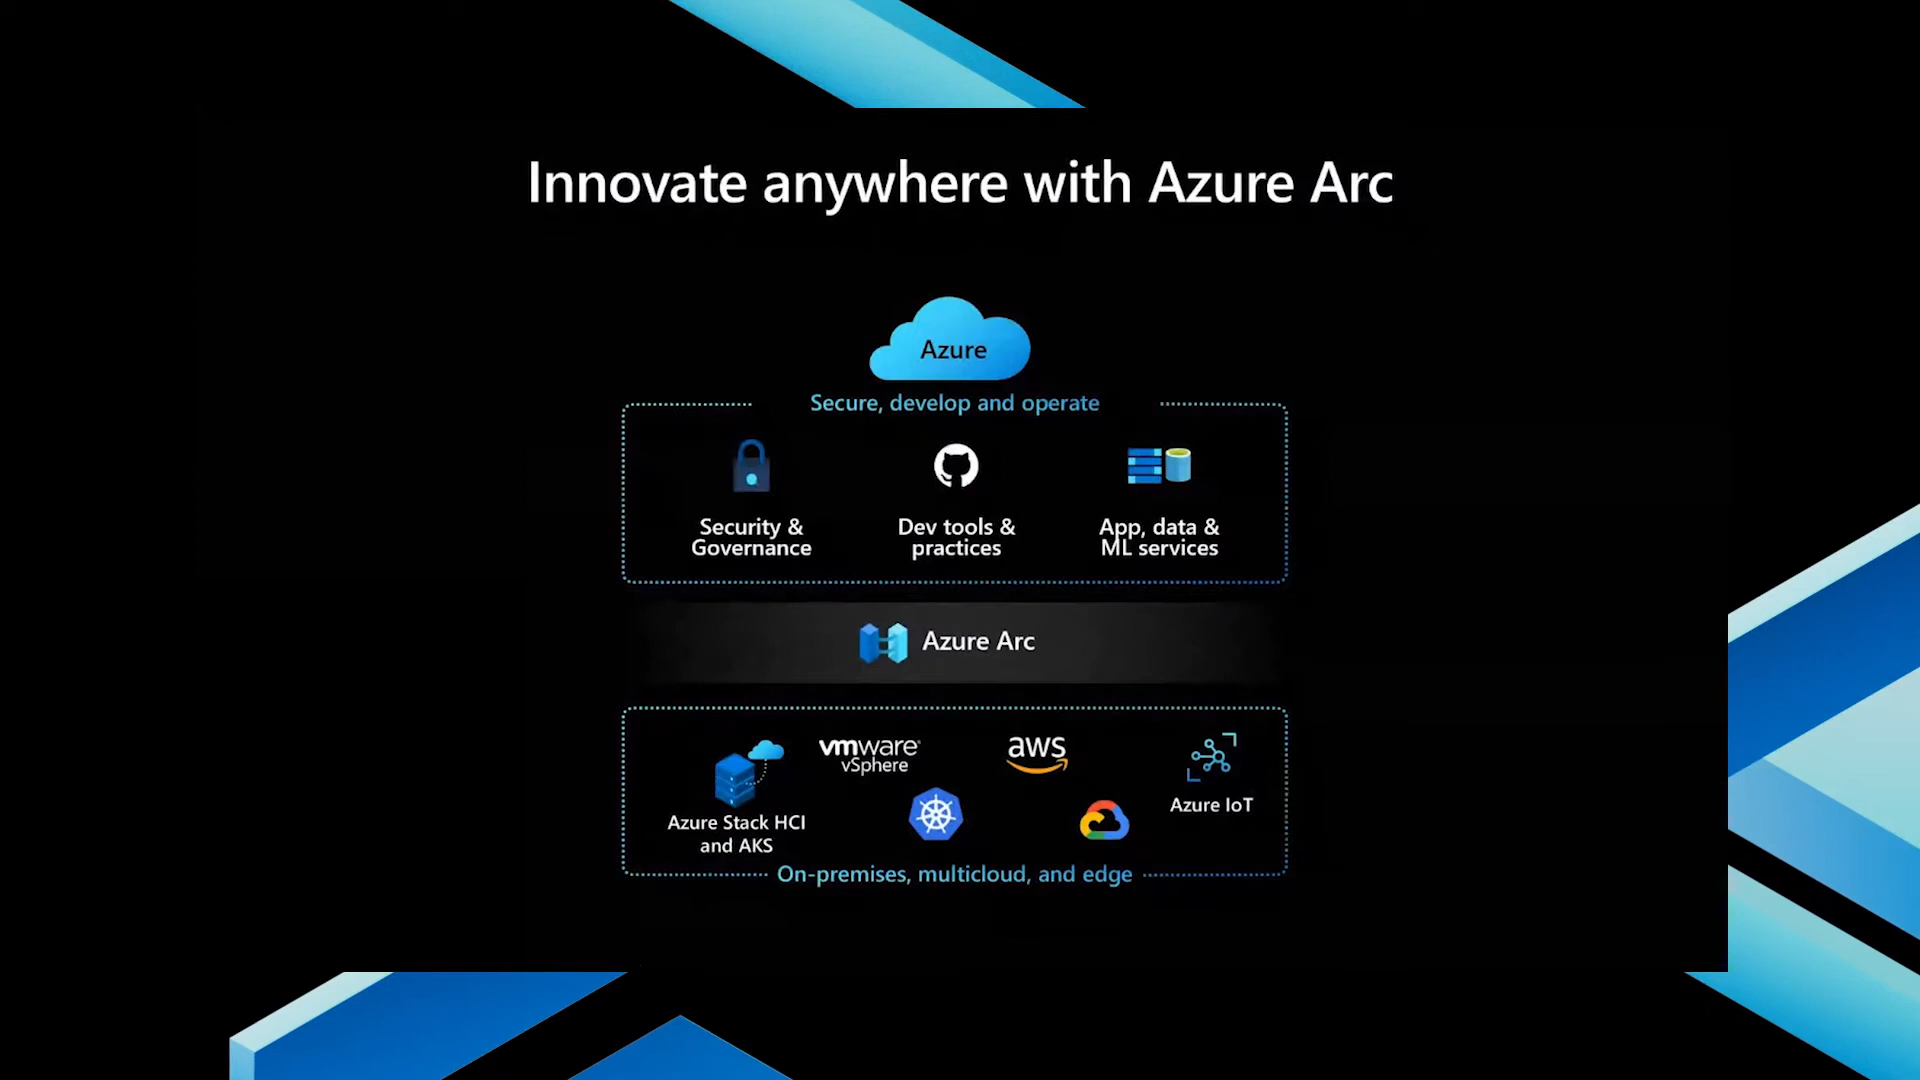 Innovate anywhere with Azure Arc
Azure
Secure, develop and operate
Security &
Governance
Dev tools &
practices
App, data &
ML services
Azure Arc
vmware®
vSphere
aws
Azure Stack HCI
and AKS
Azure IoT
On-premises, multicloud, and edge